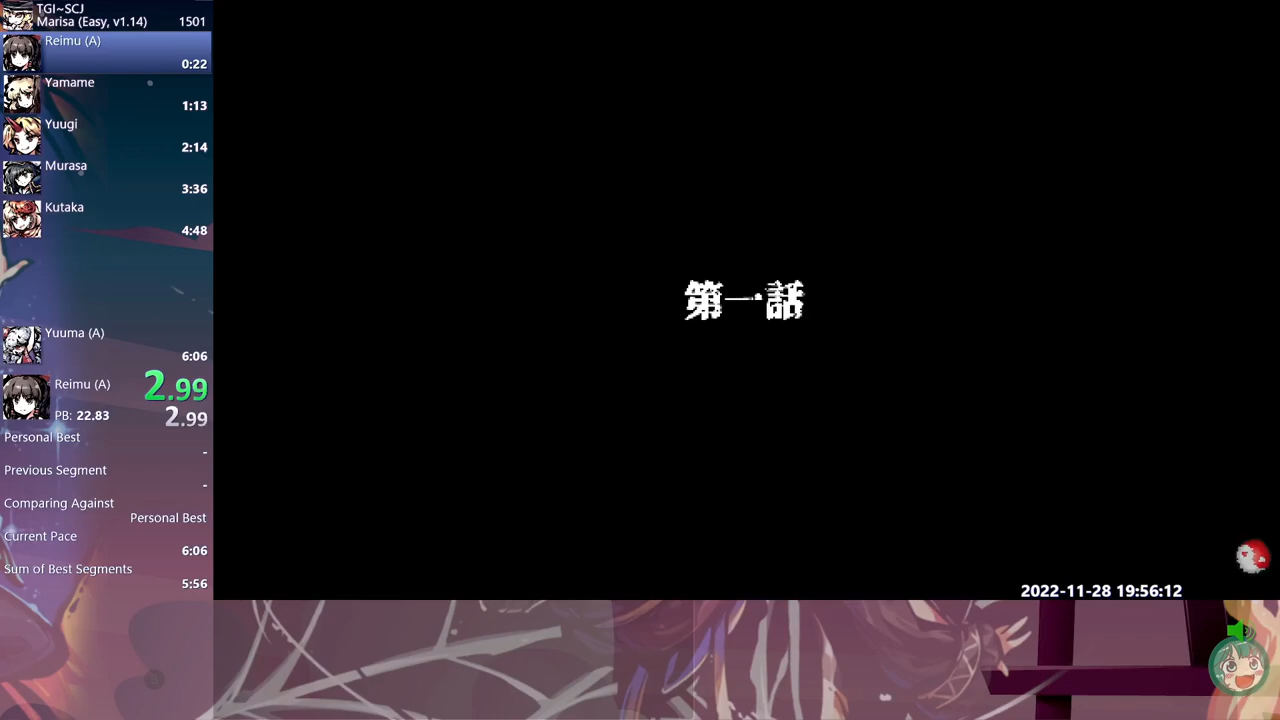 TGI~SCJ
Marisa (Easy, v1.14) 1501
Reimu (A)
0:22
Yamame
1:13
Yuugi
2:14
Murasa
3:36
Kutaka
4:48
Yuuma (A)
6:06
Reimu (A) 2.99
PB: 22.83 2.99
Personal Best
-
Previous Segment
-
Comparing Against
Personal Best
Current Pace
6:06
Sum of Best Segments
5:56
第一話
2022-11-28 19:56:12